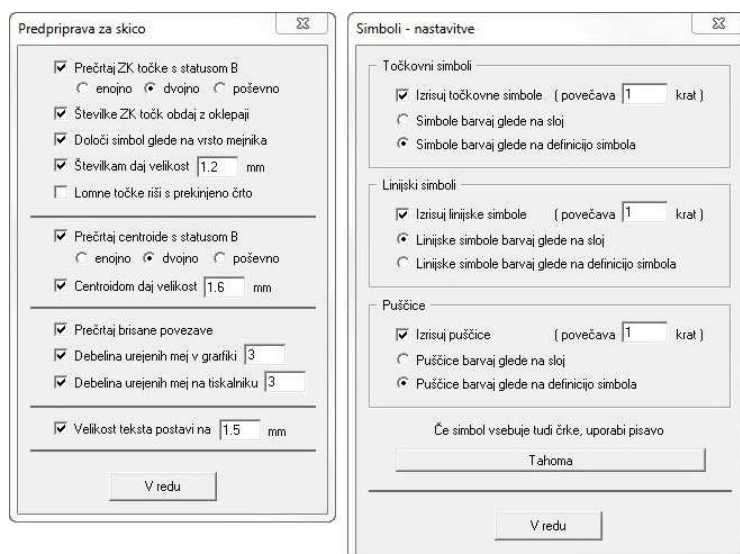 Predpriprava za skico
Prečrtaj ZK točke s statusom B
enojno dvojno poševno
Številke ZK točk obdaj z oklepaji
Določi simbol glede na vrsto mejnika
Številkam daj velikost 1.2 mm
Lomne točke riši s prekinjeno črto
Prečrtaj centroide s statusom B
enojno dvojno poševno
Centroidom daj velikost 1.6 mm
Prečrtaj brisane povezave
Debelina urejenih mej v grafiki 3
Debelina urejenih mej na tiskalniku 3
Velikost teksta postavi na 1.5 mm
V redu
Simboli - nastavitve
Točkovni simboli
Izrisuj točkovne simbole ( povečava 1 krat )
Simbole barvaj glede na sloj
Simbole barvaj glede na definicijo simbola
Linijski simboli
Izrisuj linijske simbole ( povečava 1 krat )
Linijske simbole barvaj glede na sloj
Linijske simbole barvaj glede na definicijo simbola
Puščice
Izrisuj puščice ( povečava 1 krat )
Puščice barvaj glede na sloj
Puščice barvaj glede na definicijo simbola
Če simbol vsebuje tudi črke, uporabi pisavo
Tahoma
V redu